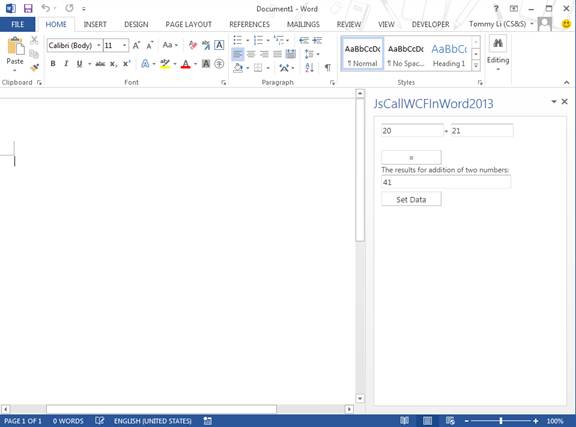 Document1 - Word
FILE HOME INSERT DESIGN PAGE LAYOUT REFERENCES MAILINGS REVIEW VIEW DEVELOPER Tommy Li (CS&S)
Paste
Calibri (Body) 11 Aa A
B I U abc x₂ x² A A A
AaBbCcDc AaBbCcDc AaBbCc
¶ Normal ¶ No Spac... Heading 1
Editing
Clipboard Font Paragraph Styles
JsCallWCFInWord2013
20 + 21
=
The results for addition of two numbers:
41
Set Data
PAGE 1 OF 1 0 WORDS ENGLISH (UNITED STATES) 100%